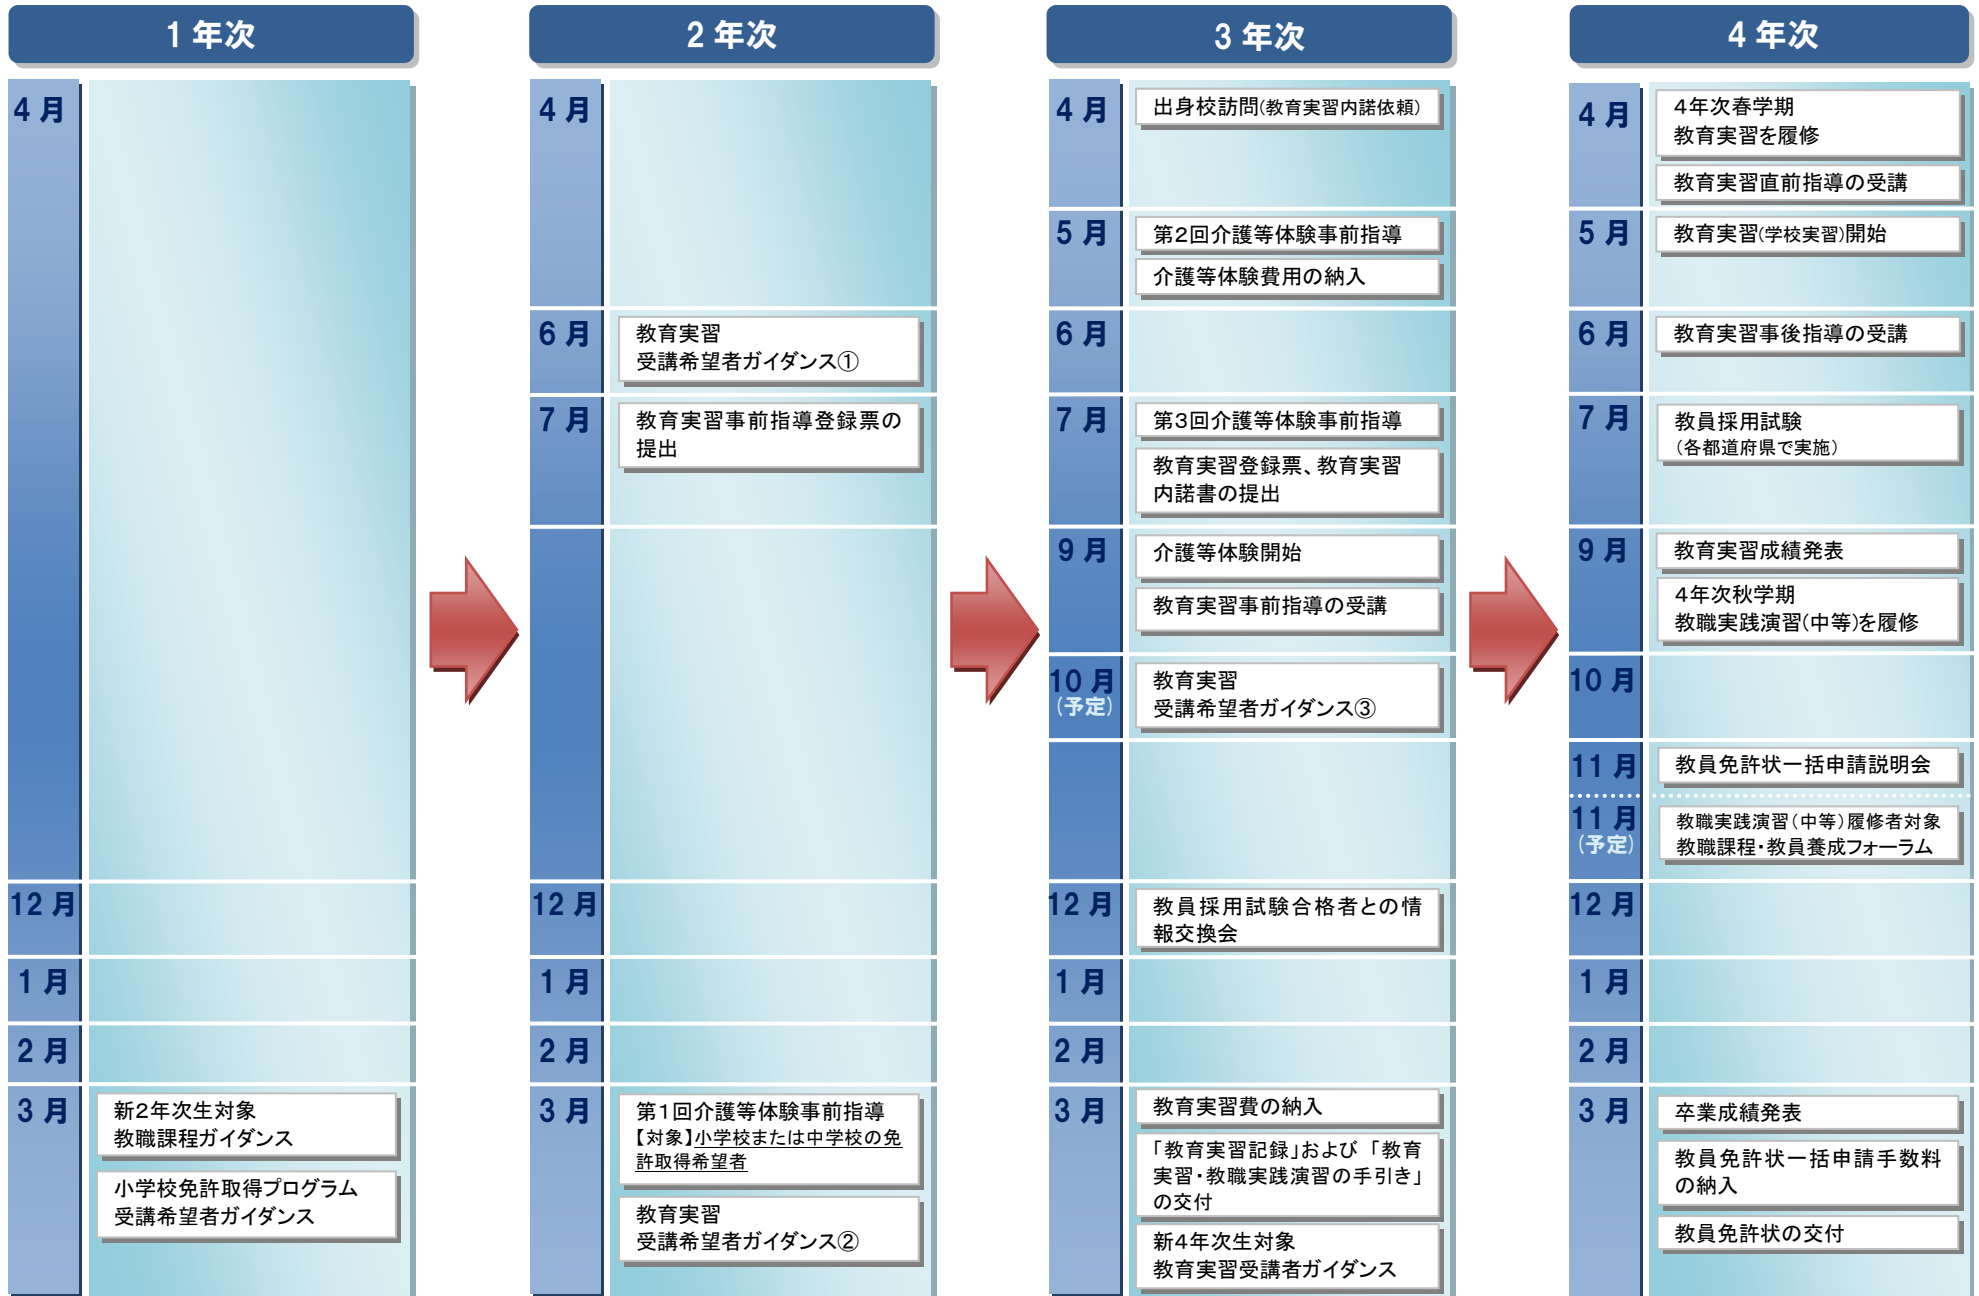 1 年次
4 月
12 月
1 月
2 月
3 月
新2年次生対象
教職課程ガイダンス
小学校免許取得プログラム
受講希望者ガイダンス
2 年次
4 月
6 月
教育実習
受講希望者ガイダンス①
7 月
教育実習事前指導登録票の
提出
12 月
1 月
2 月
3 月
第1回介護等体験事前指導
【対象】小学校または中学校の免
許取得希望者
教育実習
受講希望者ガイダンス②
3 年次
4 月
出身校訪問(教育実習内諾依頼)
5 月
第2回介護等体験事前指導
介護等体験費用の納入
6 月
7 月
第3回介護等体験事前指導
教育実習登録票、教育実習
内諾書の提出
9 月
介護等体験開始
教育実習事前指導の受講
10 月
(予定)
教育実習
受講希望者ガイダンス③
12 月
教員採用試験合格者との情
報交換会
1 月
2 月
3 月
教育実習費の納入
「教育実習記録」および「教育
実習・教職実践演習の手引き」
の交付
新4年次生対象
教育実習受講者ガイダンス
4 年次
4 月
4年次春学期
教育実習を履修
教育実習直前指導の受講
5 月
教育実習(学校実習)開始
6 月
教育実習事後指導の受講
7 月
教員採用試験
(各都道府県で実施)
9 月
教育実習成績発表
4年次秋学期
教職実践演習(中等)を履修
10 月
11 月
教員免許状一括申請説明会
11 月
(予定)
教職実践演習(中等)履修者対象
教職課程・教員養成フォーラム
12 月
1 月
2 月
3 月
卒業成績発表
教員免許状一括申請手数料
の納入
教員免許状の交付